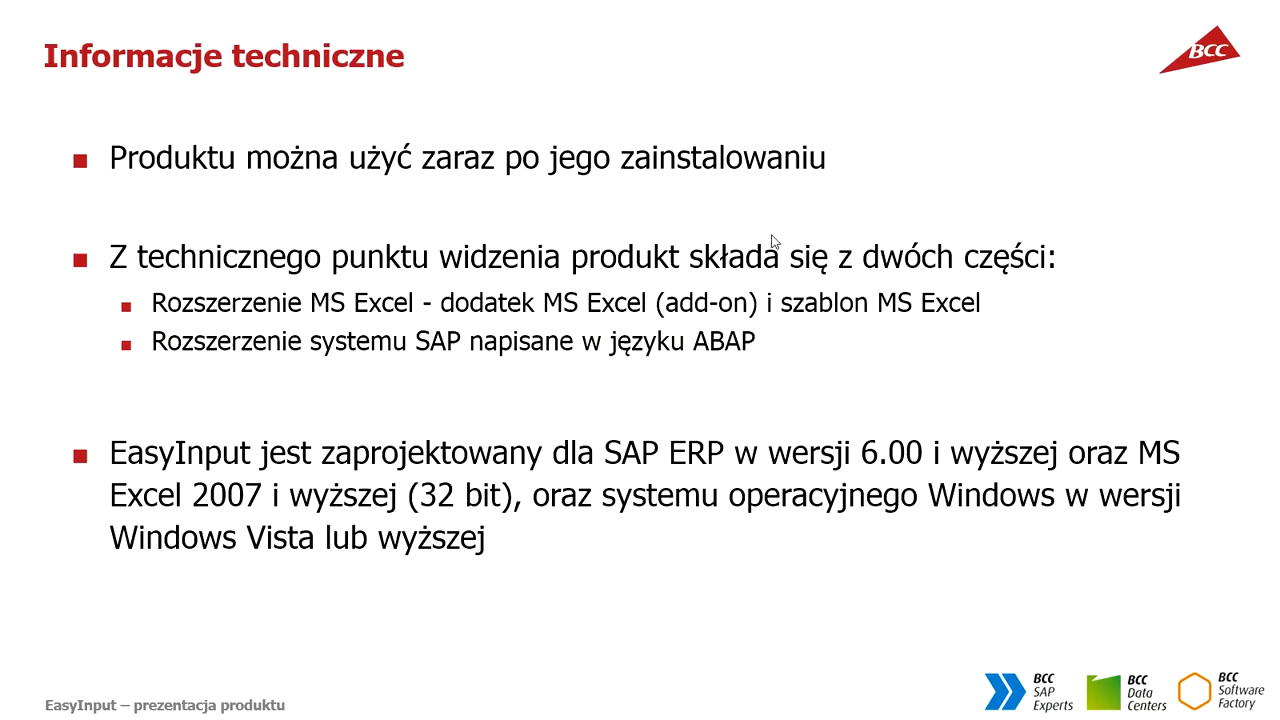 Informacje techniczne
BCC
Produktu można użyć zaraz po jego zainstalowaniu
Z technicznego punktu widzenia produkt składa się z dwóch części:
Rozszerzenie MS Excel - dodatek MS Excel (add-on) i szablon MS Excel
Rozszerzenie systemu SAP napisane w języku ABAP
EasyInput jest zaprojektowany dla SAP ERP w wersji 6.00 i wyższej oraz MS
Excel 2007 i wyższej (32 bit), oraz systemu operacyjnego Windows w wersji
Windows Vista lub wyższej
EasyInput – prezentacja produktu
BCC
SAP
Experts
BCC
Data
Centers
BCC
Software
Factory